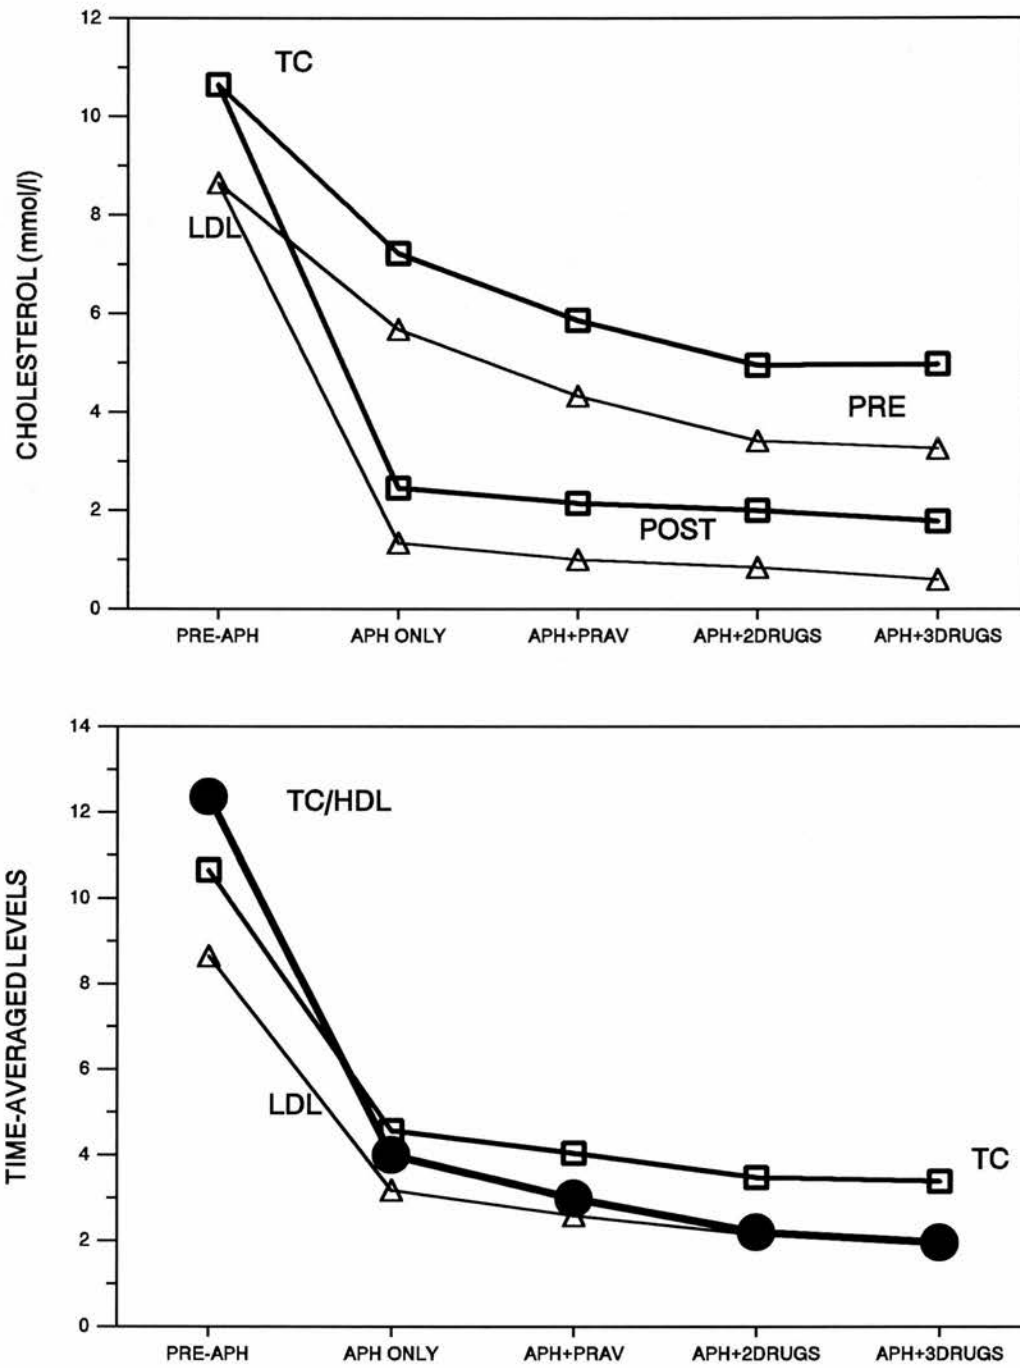 12
TC
10
8
LDL
CHOLESTEROL (mmol/l)
6
4
PRE
2
POST
0
PRE-APH APH ONLY APH+PRAV APH+2DRUGS APH+3DRUGS
14
TC/HDL
12
10
8
TIME-AVERAGED LEVELS
6
LDL
4
TC
2
0
PRE-APH APH ONLY APH+PRAV APH+2DRUGS APH+3DRUGS